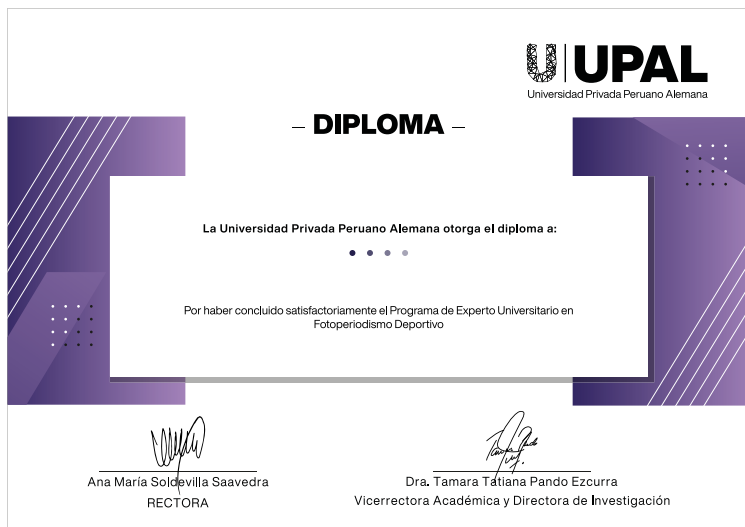 UPAL
Universidad Privada Peruano Alemana
– DIPLOMA –
La Universidad Privada Peruano Alemana otorga el diploma a:
Por haber concluido satisfactoriamente el Programa de Experto Universitario en
Fotoperiodismo Deportivo
Ana María Soldevilla Saavedra
RECTORA
Dra. Tamara Tatiana Pando Ezcurra
Vicerrectora Académica y Directora de Investigación